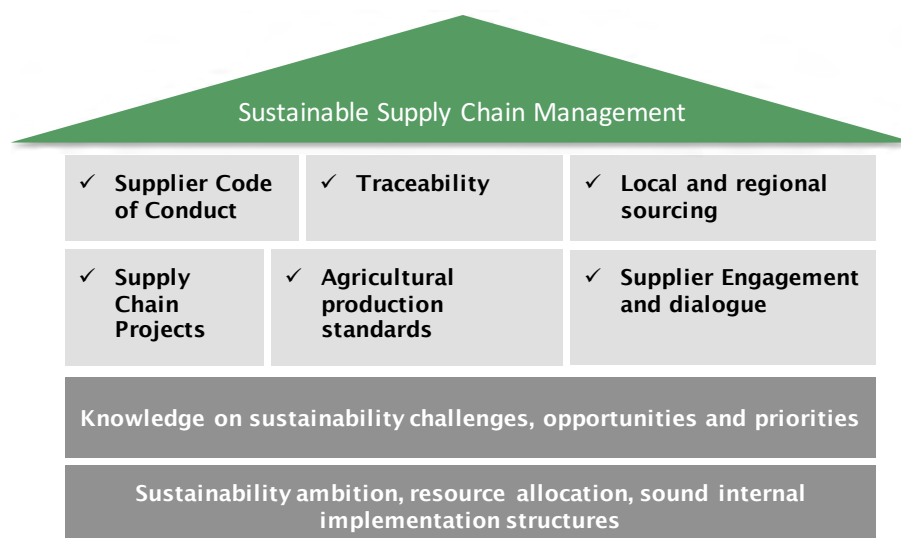 Sustainable Supply Chain Management
✓ Supplier Code
of Conduct
✓ Traceability
✓ Local and regional
sourcing
✓ Supply
Chain
Projects
✓ Agricultural
production
standards
✓ Supplier Engagement
and dialogue
Knowledge on sustainability challenges, opportunities and priorities
Sustainability ambition, resource allocation, sound internal
implementation structures